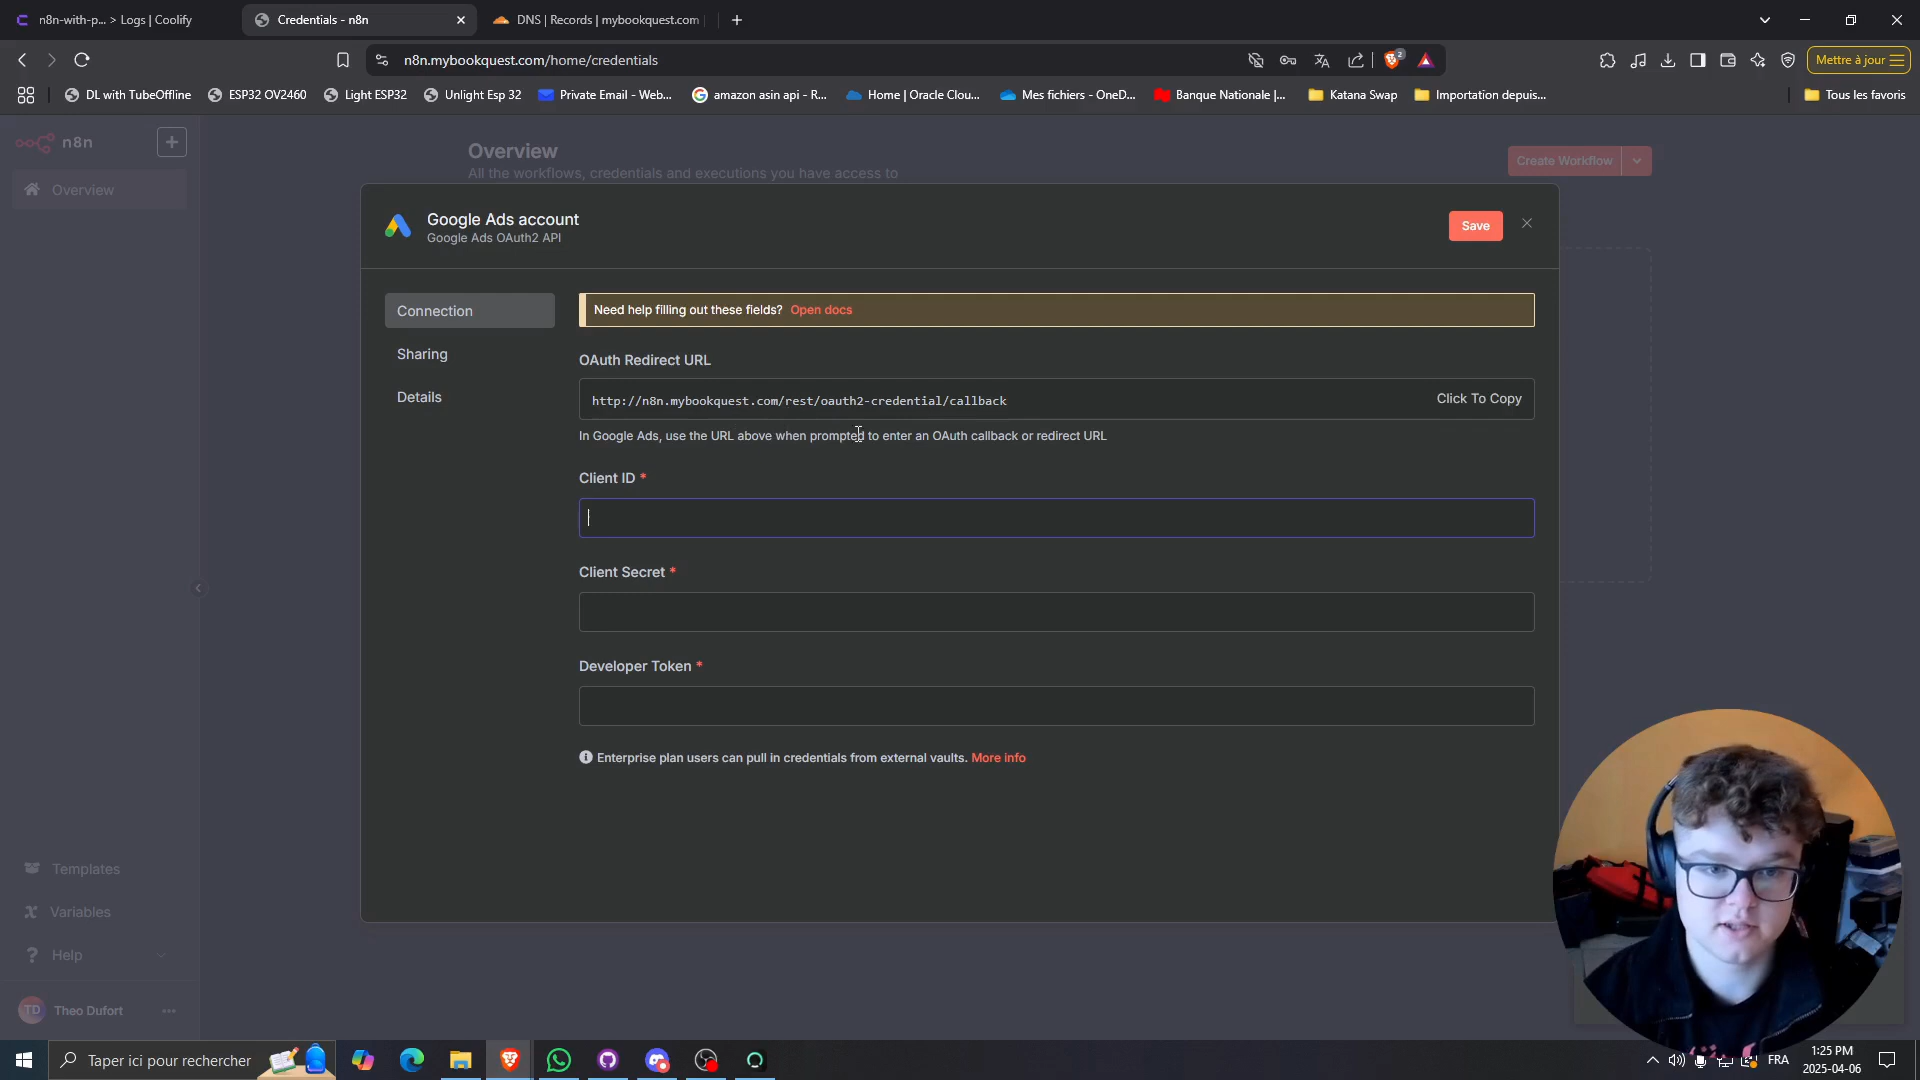 n8n-with-p... > Logs | Coolify
Credentials - n8n
DNS | Records | mybookquest.com
n8n.mybookquest.com/home/credentials
2
Mettre à jour
DL with TubeOffline
ESP32 OV2460
Light ESP32
Unlight Esp 32
Private Email - Web...
amazon asin api - R...
Home | Oracle Clou...
Mes fichiers - OneD...
Banque Nationale |...
Katana Swap
Importation depuis...
Tous les favoris
n8n
Overview
Overview
All the workflows, credentials and executions you have access to
Create Workflow
Google Ads account
Google Ads OAuth2 API
Save
Connection
Sharing
Details
Need help filling out these fields? Open docs
OAuth Redirect URL
http://n8n.mybookquest.com/rest/oauth2-credential/callback
Click To Copy
In Google Ads, use the URL above when prompted to enter an OAuth callback or redirect URL
Client ID *
Client Secret *
Developer Token *
Enterprise plan users can pull in credentials from external vaults. More info
Templates
Variables
Help
TD
Theo Dufort
Taper ici pour rechercher
FRA
1:25 PM
2025-04-06